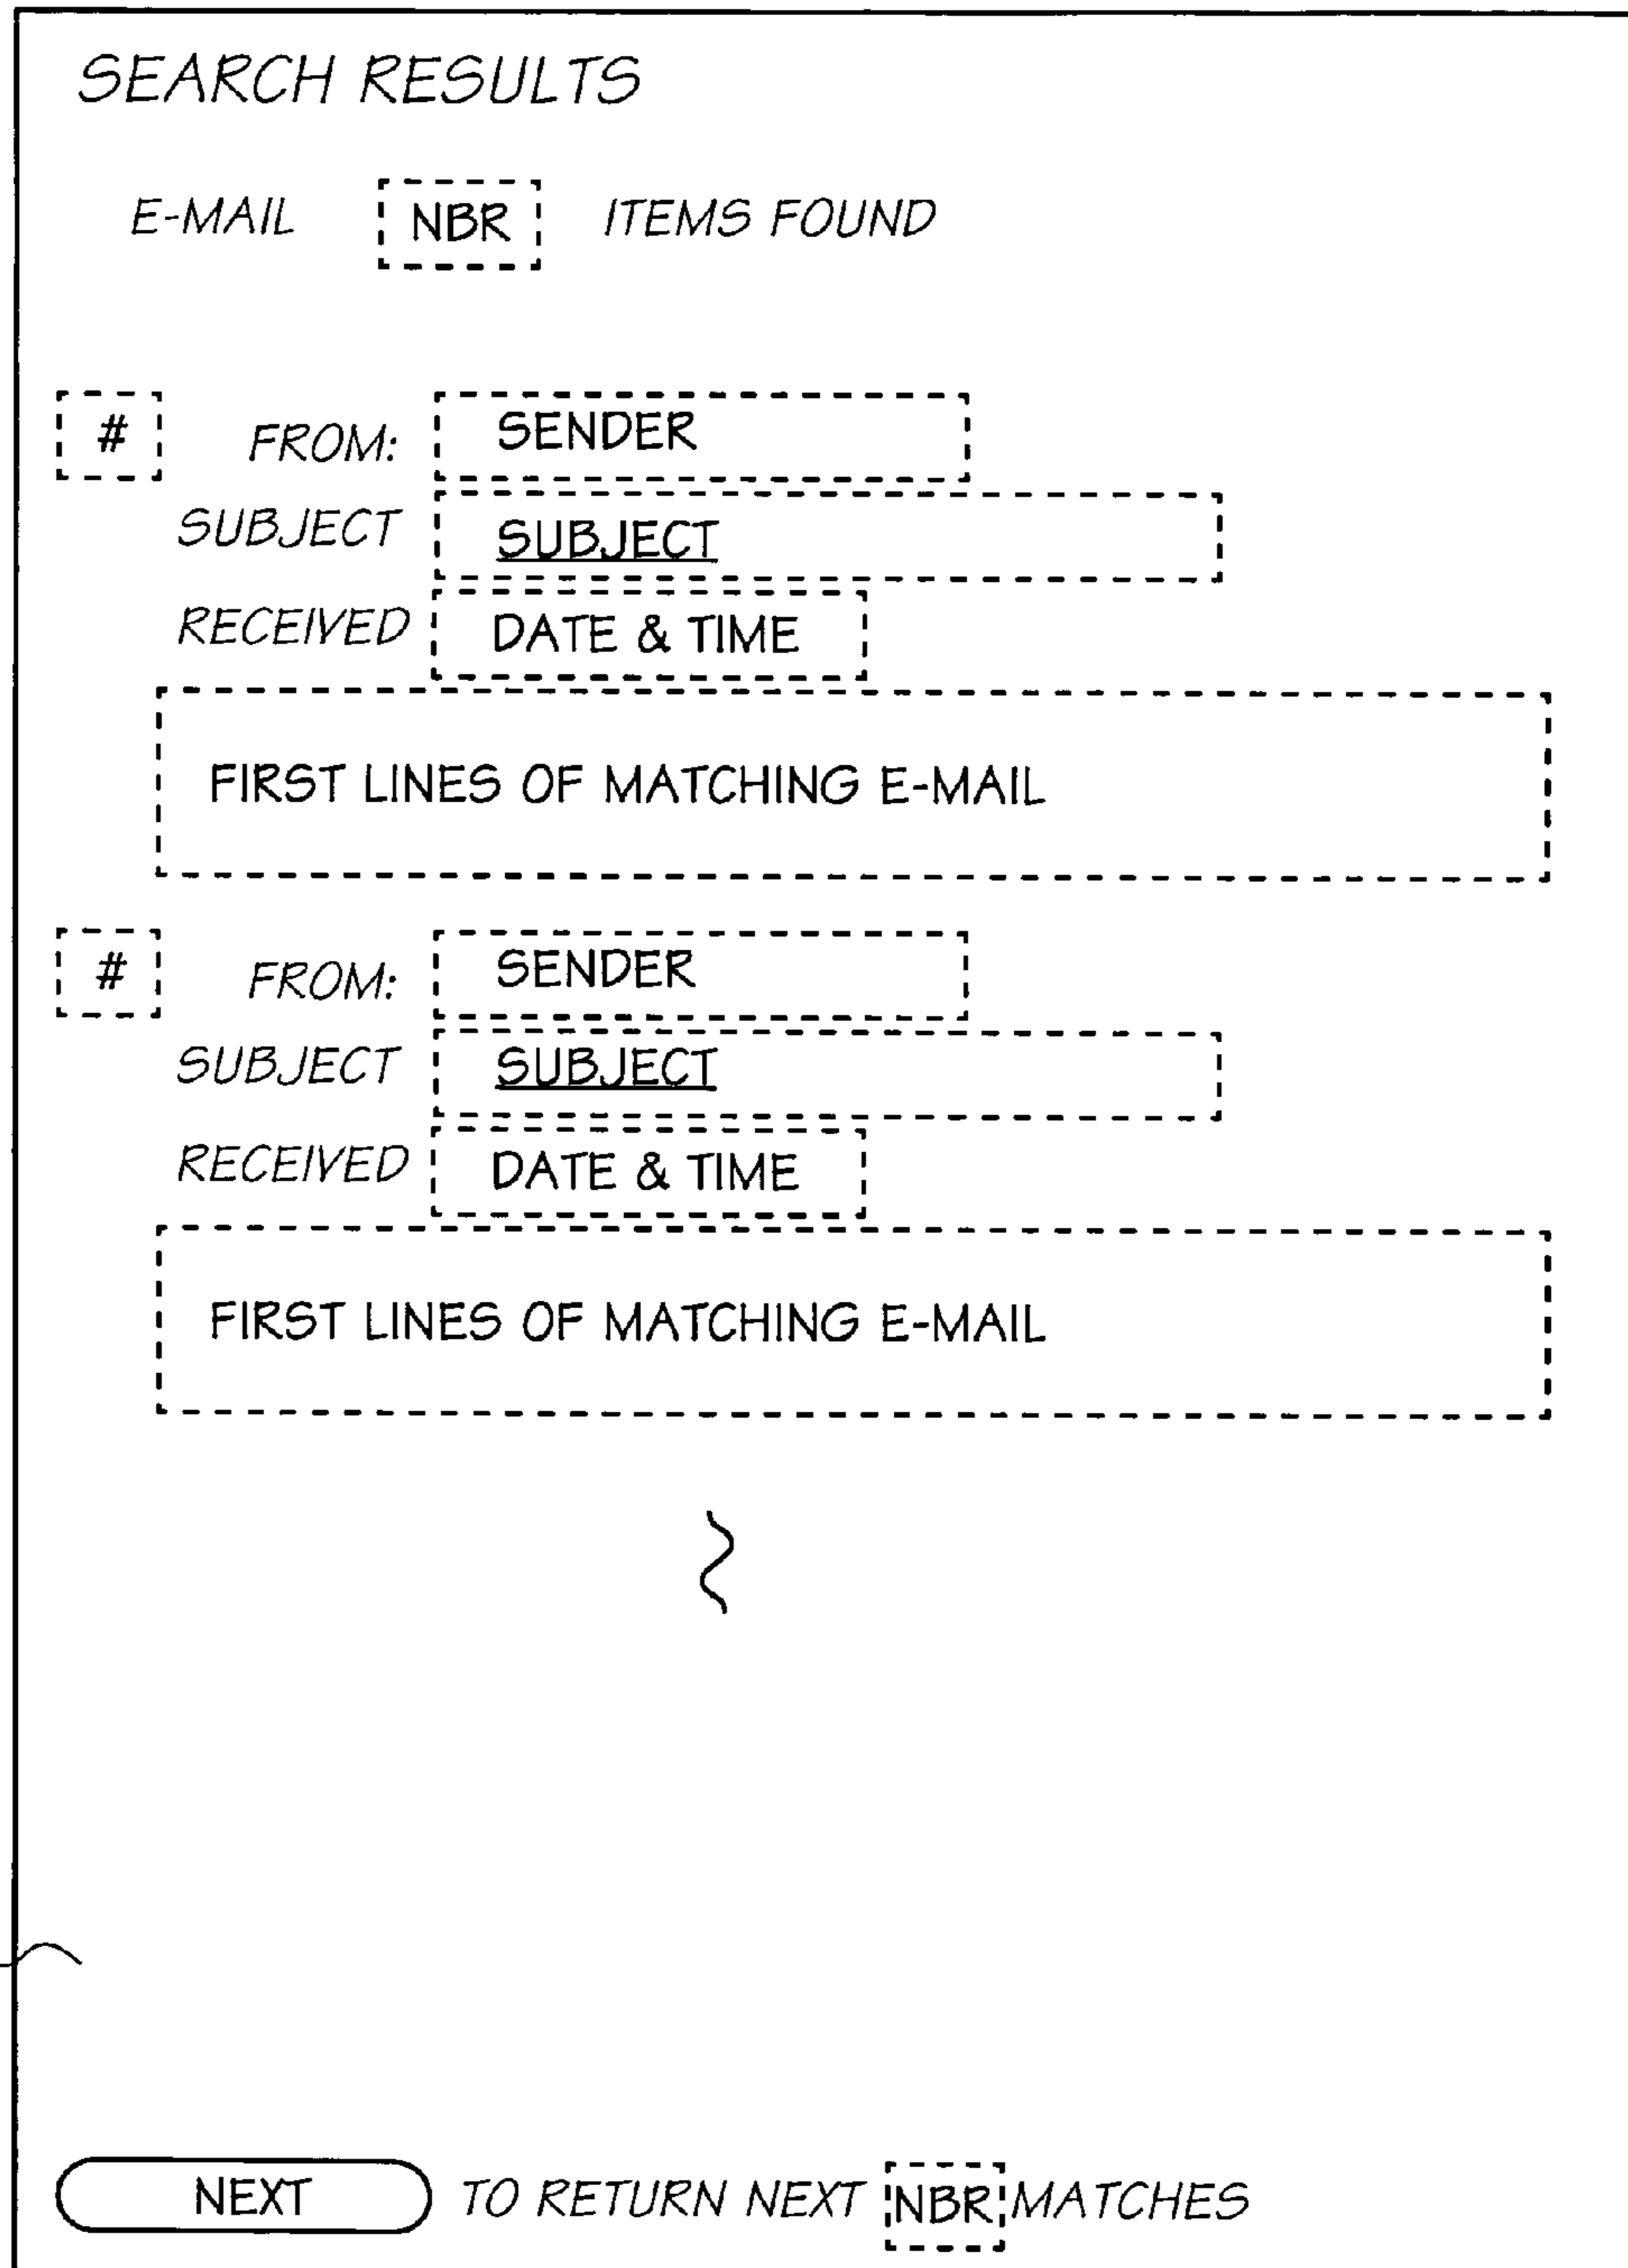 SEARCH RESULTS
E-MAIL NBR ITEMS FOUND
# FROM: SENDER
SUBJECT SUBJECT
RECEIVED DATE & TIME
FIRST LINES OF MATCHING E-MAIL
# FROM: SENDER
SUBJECT SUBJECT
RECEIVED DATE & TIME
FIRST LINES OF MATCHING E-MAIL
NEXT TO RETURN NEXT NBR MATCHES